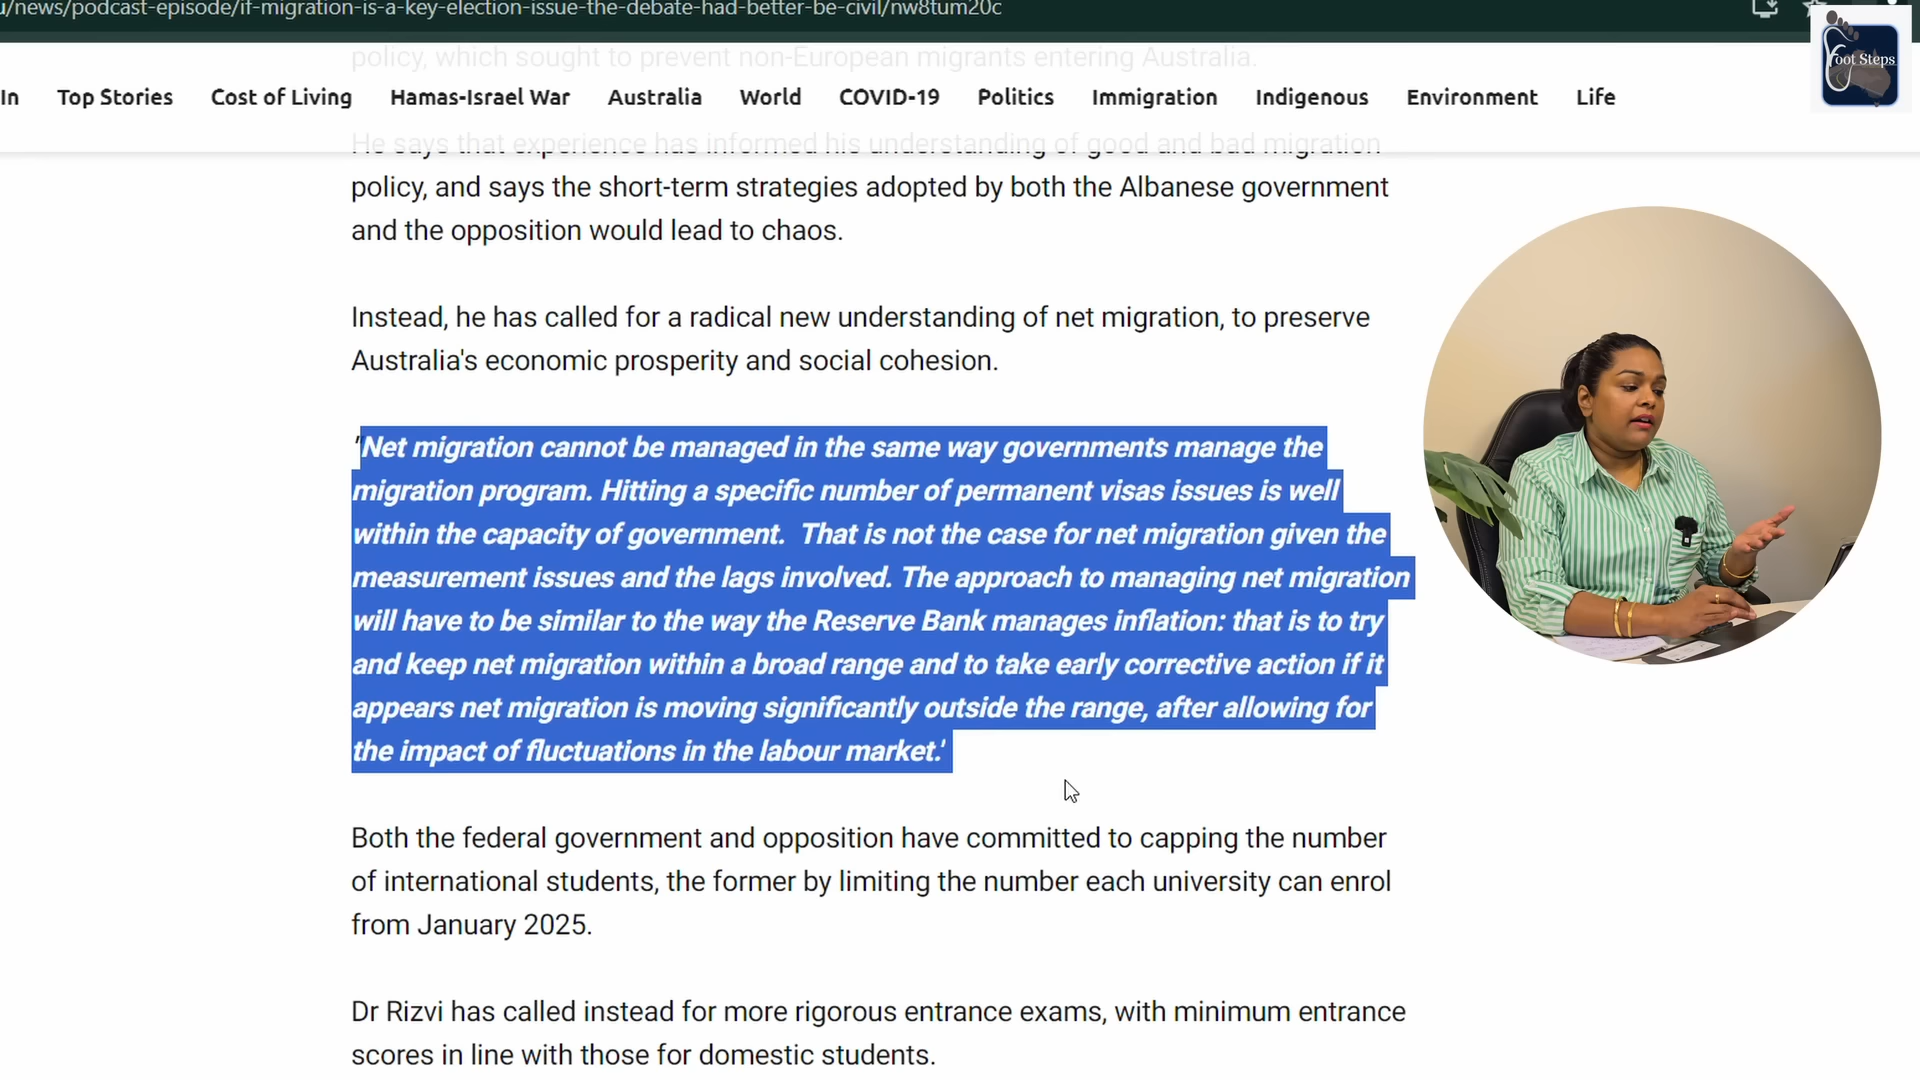 u/news/podcast-episode/if-migration-is-a-key-election-issue-the-debate-had-better-be-civil/nw8tum20c
policy, which sought to prevent non-European migrants entering Australia.
In Top Stories Cost of Living Hamas-Israel War Australia World COVID-19 Politics Immigration Indigenous Environment Life
Foot Steps
He says that experience has informed his understanding of good and bad migration
policy, and says the short-term strategies adopted by both the Albanese government
and the opposition would lead to chaos.
Instead, he has called for a radical new understanding of net migration, to preserve
Australia's economic prosperity and social cohesion.
'Net migration cannot be managed in the same way governments manage the
migration program. Hitting a specific number of permanent visas issues is well
within the capacity of government.  That is not the case for net migration given the
measurement issues and the lags involved. The approach to managing net migration
will have to be similar to the way the Reserve Bank manages inflation: that is to try
and keep net migration within a broad range and to take early corrective action if it
appears net migration is moving significantly outside the range, after allowing for
the impact of fluctuations in the labour market.'
Both the federal government and opposition have committed to capping the number
of international students, the former by limiting the number each university can enrol
from January 2025.
Dr Rizvi has called instead for more rigorous entrance exams, with minimum entrance
scores in line with those for domestic students.